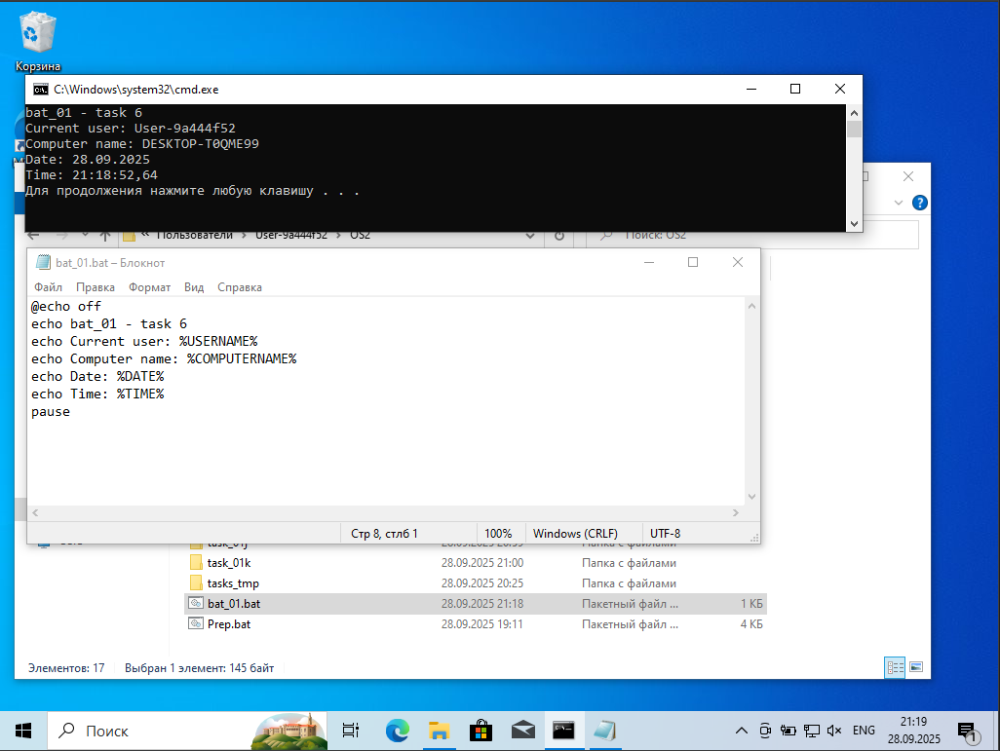 Корзина
C:\Windows\system32\cmd.exe
bat_01 - task 6
Current user: User-9a444f52
Computer name: DESKTOP-T0QME99
Date: 28.09.2025
Time: 21:18:52,64
Для продолжения нажмите любую клавишу . . .
« Пользователи > User-9a444f52 > OS2
Поиск: OS2
bat_01.bat – Блокнот
Файл Правка Формат Вид Справка
@echo off
echo bat_01 - task 6
echo Current user: %USERNAME%
echo Computer name: %COMPUTERNAME%
echo Date: %DATE%
echo Time: %TIME%
pause
Стр 8, стлб 1 100% Windows (CRLF) UTF-8
task_01j 28.09.2025 20:59 Папка с файлами
task_01k 28.09.2025 21:00 Папка с файлами
tasks_tmp 28.09.2025 20:25 Папка с файлами
bat_01.bat 28.09.2025 21:18 Пакетный файл ... 1 КБ
Prep.bat 28.09.2025 19:11 Пакетный файл ... 4 КБ
Элементов: 17 Выбран 1 элемент: 145 байт
Поиск
ENG
21:19
28.09.2025
1